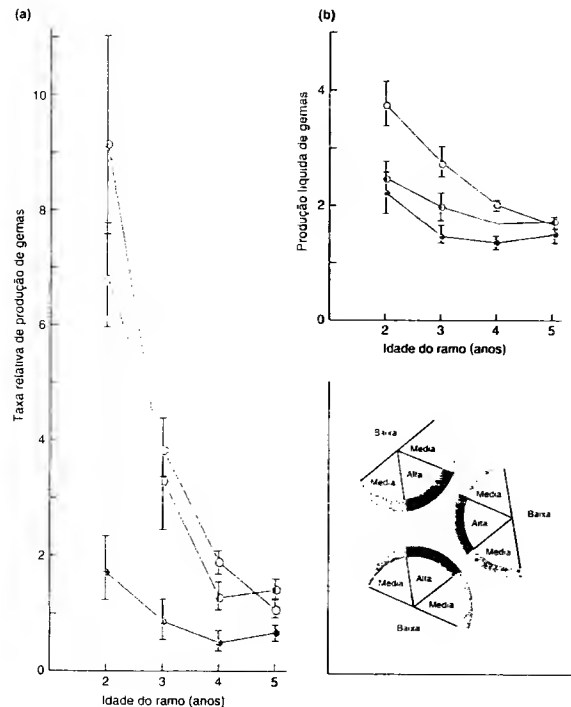 (a)
Taxa relativa de produção de gemas
10
8
6
4
2
0
2 3 4 5
Idade do ramo (anos)
(b)
Produção líquida de gemas
4
2
0
2 3 4 5
Idade do ramo (anos)
Baixa
Media
Media
Alta
Media
Alta
Baixa
Media
Media
Alta
Media
Baixa